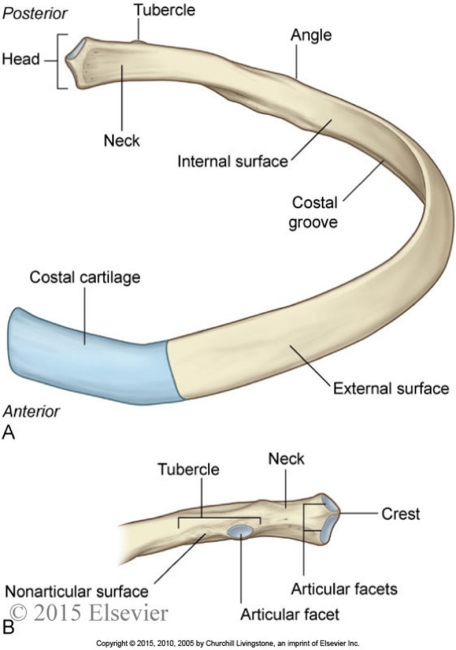 Posterior
Tubercle
Angle
Head
Neck
Internal surface
Costal
groove
Costal cartilage
External surface
Anterior
A
Tubercle
Neck
Crest
Nonarticular surface
Articular facets
Articular facet
© 2015 Elsevier
B
Copyright © 2015, 2010, 2005 by Churchill Livingstone, an imprint of Elsevier Inc.